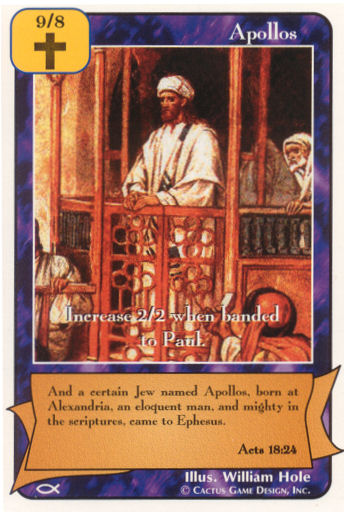 9/8
Apollos
Increase 2/2 when banded
to Paul.
And a certain Jew named Apollos, born at
Alexandria, an eloquent man, and mighty in
the scriptures, came to Ephesus.
Acts 18:24
Illus. William Hole
© Cactus Game Design, Inc.